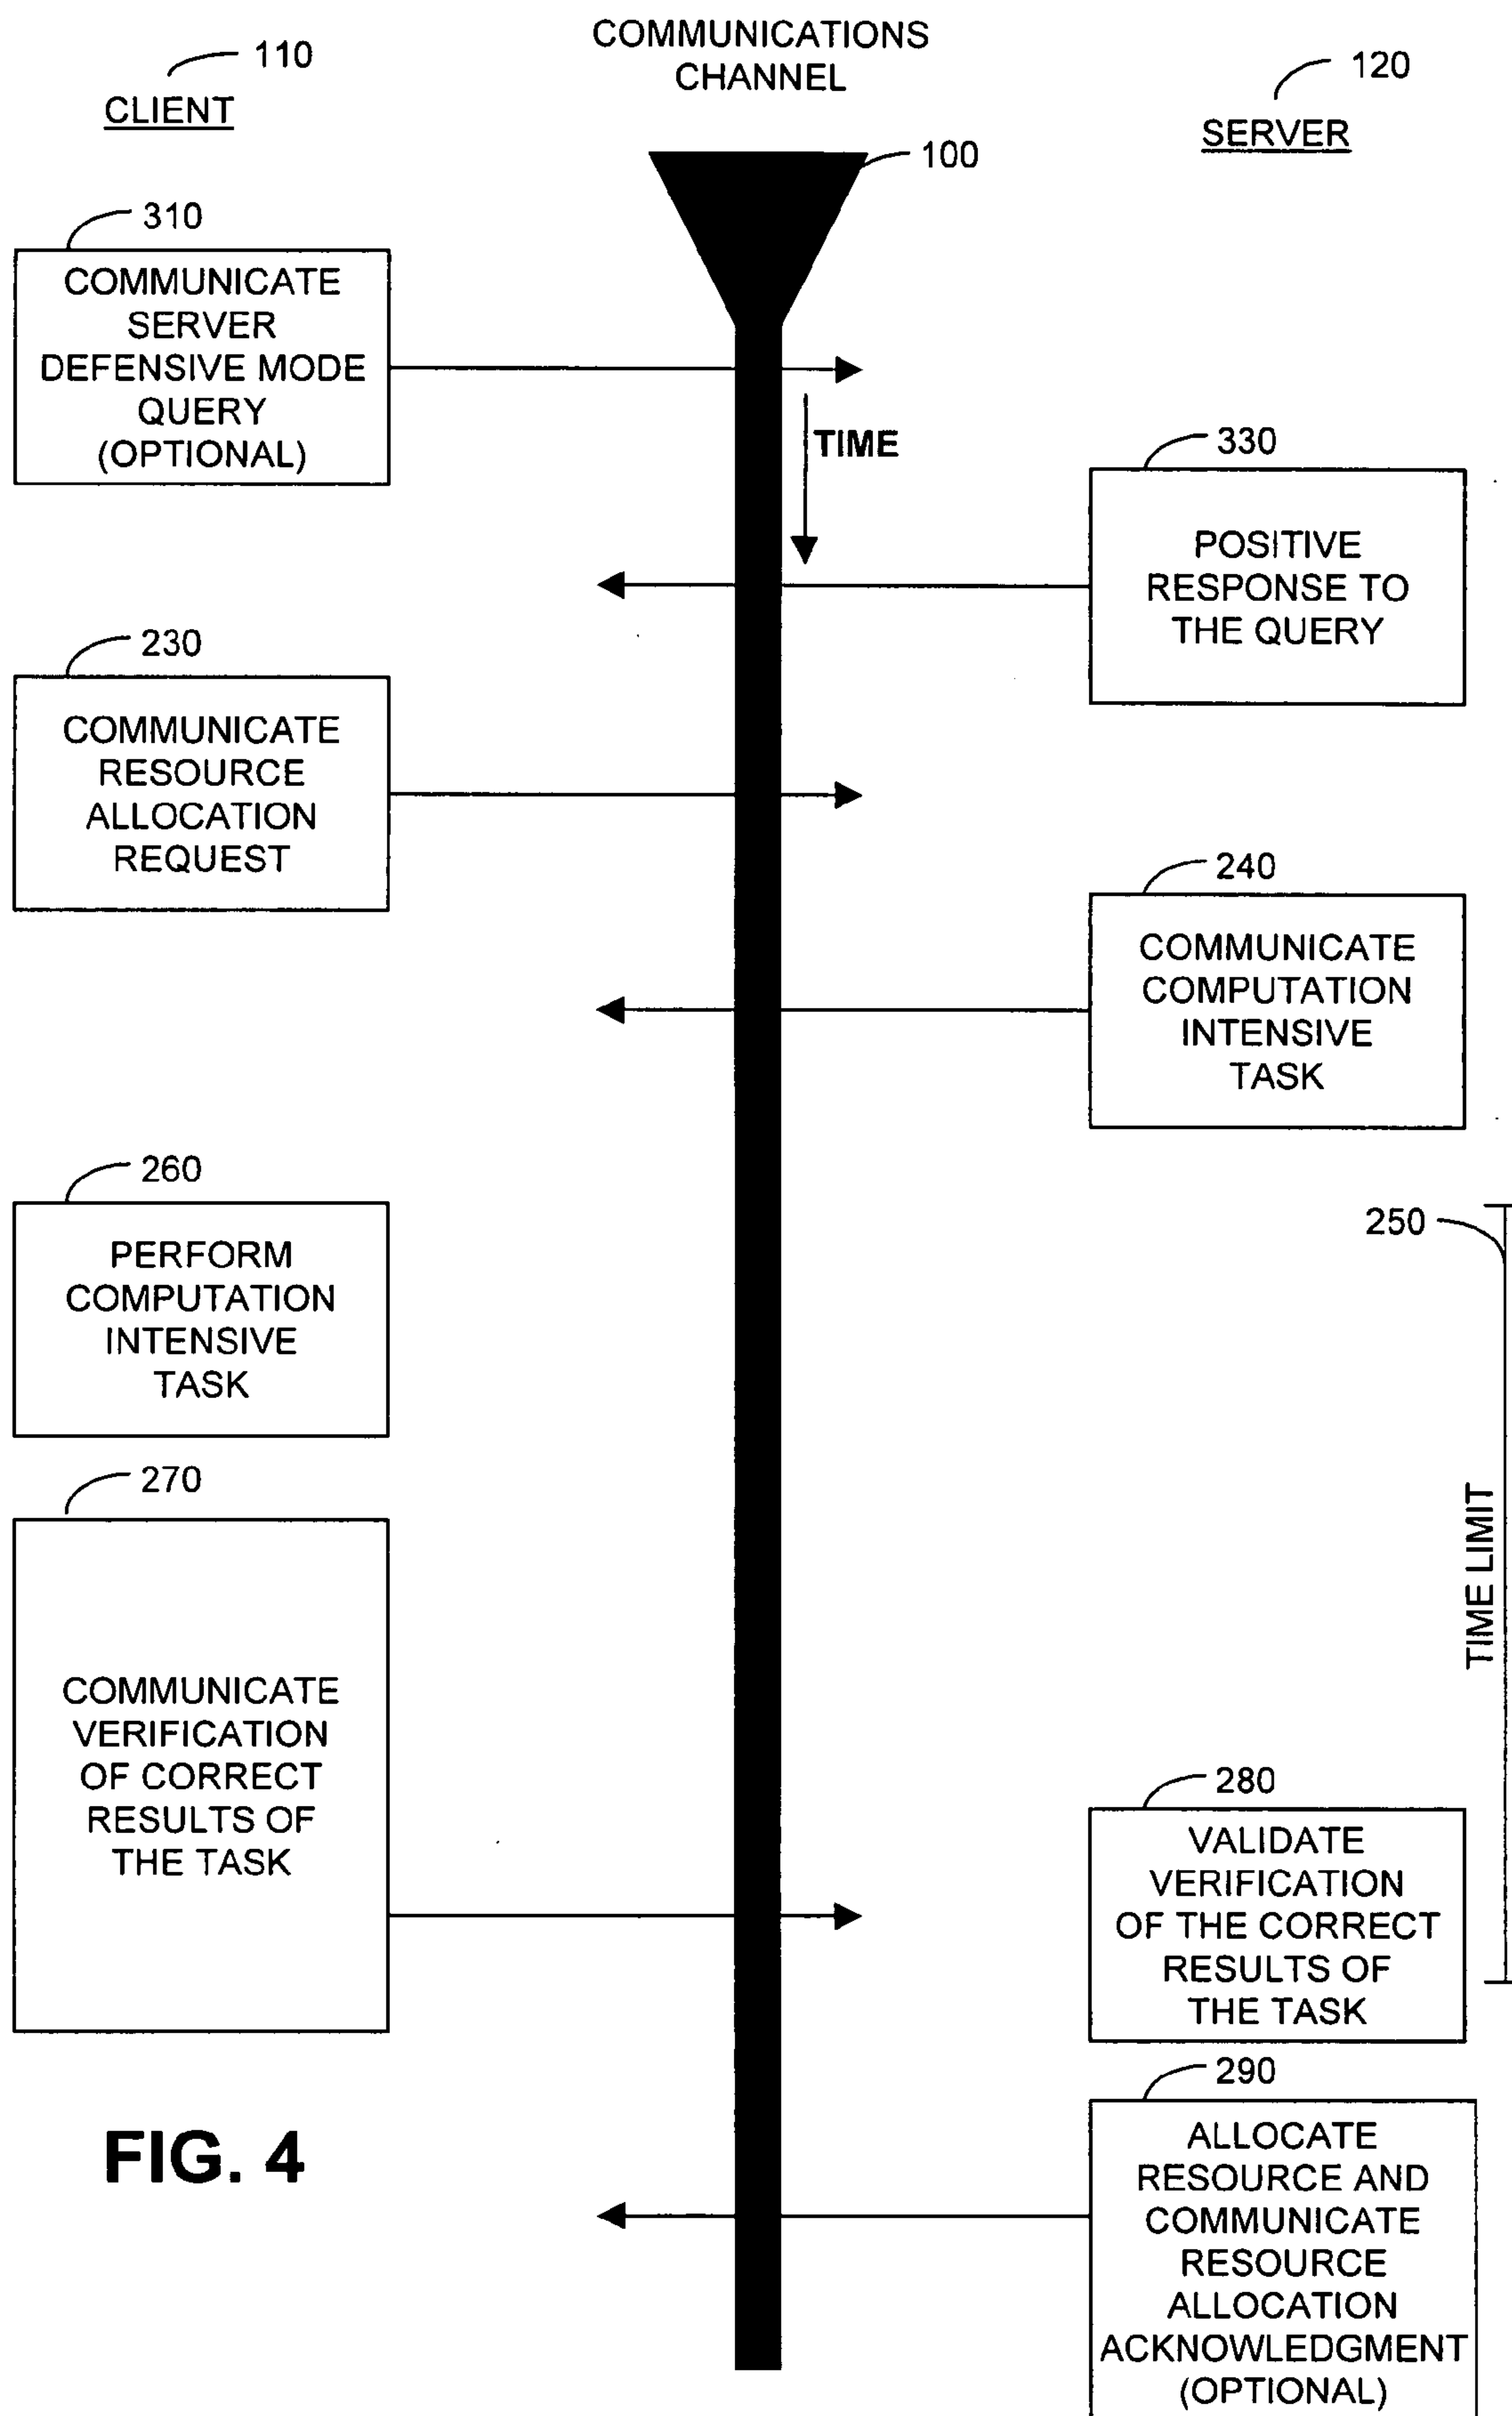 COMMUNICATIONS
CHANNEL
110
CLIENT
120
SERVER
100
310
COMMUNICATE
SERVER
DEFENSIVE MODE
QUERY
(OPTIONAL)
TIME
330
POSITIVE
RESPONSE TO
THE QUERY
230
COMMUNICATE
RESOURCE
ALLOCATION
REQUEST
240
COMMUNICATE
COMPUTATION
INTENSIVE
TASK
260
PERFORM
COMPUTATION
INTENSIVE
TASK
250
TIME LIMIT
270
COMMUNICATE
VERIFICATION
OF CORRECT
RESULTS OF
THE TASK
280
VALIDATE
VERIFICATION
OF THE CORRECT
RESULTS OF
THE TASK
290
ALLOCATE
RESOURCE AND
COMMUNICATE
RESOURCE
ALLOCATION
ACKNOWLEDGMENT
(OPTIONAL)
FIG. 4